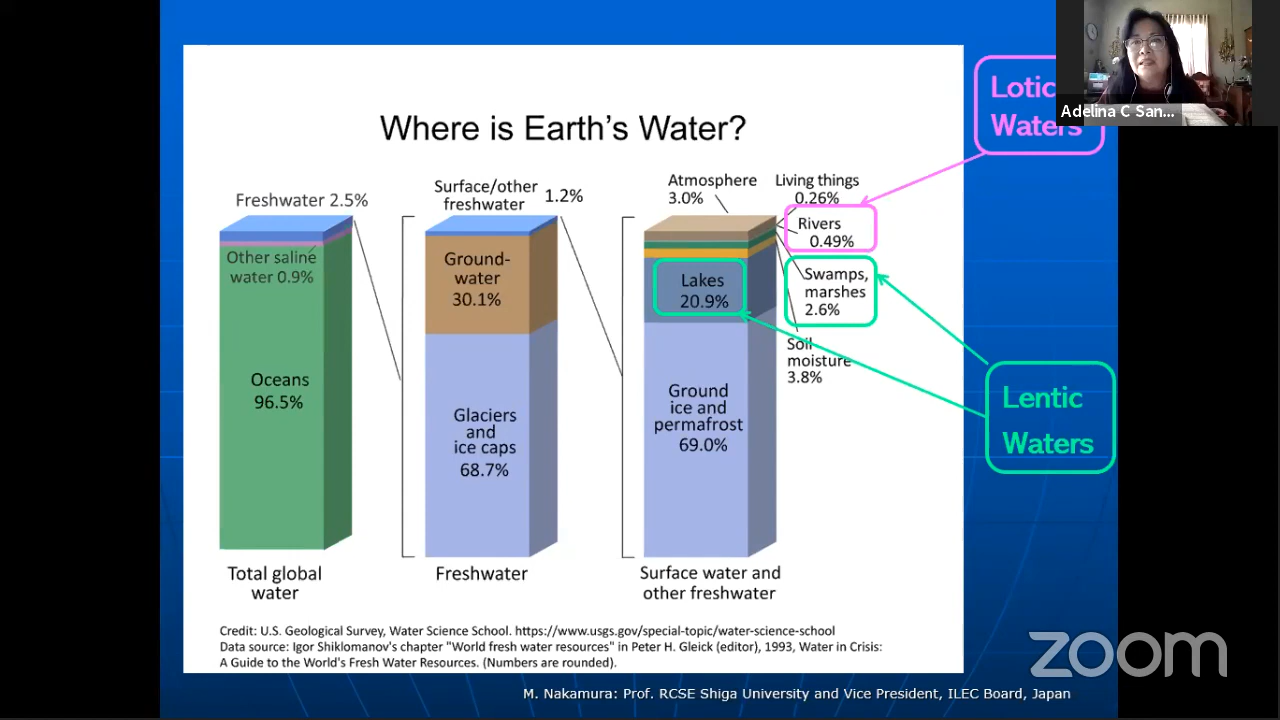 Where is Earth's Water?
Freshwater 2.5%
Other saline
water 0.9%
Oceans
96.5%
Total global
water
Surface/other
freshwater
1.2%
Ground-
water
30.1%
Glaciers
and
ice caps
68.7%
Freshwater
Atmosphere
3.0%
Living things
0.26%
Rivers
0.49%
Swamps,
marshes
2.6%
Soil
moisture
3.8%
Lakes
20.9%
Ground
ice and
permafrost
69.0%
Surface water and
other freshwater
Lotic
Waters
Adelina C San...
Lentic
Waters
Credit: U.S. Geological Survey, Water Science School. https://www.usgs.gov/special-topic/water-science-school
Data source: Igor Shiklomanov's chapter "World fresh water resources" in Peter H. Gleick (editor), 1993, Water in Crisis:
A Guide to the World's Fresh Water Resources. (Numbers are rounded).
zoom
M. Nakamura: Prof. RCSE Shiga University and Vice President, ILEC Board, Japan